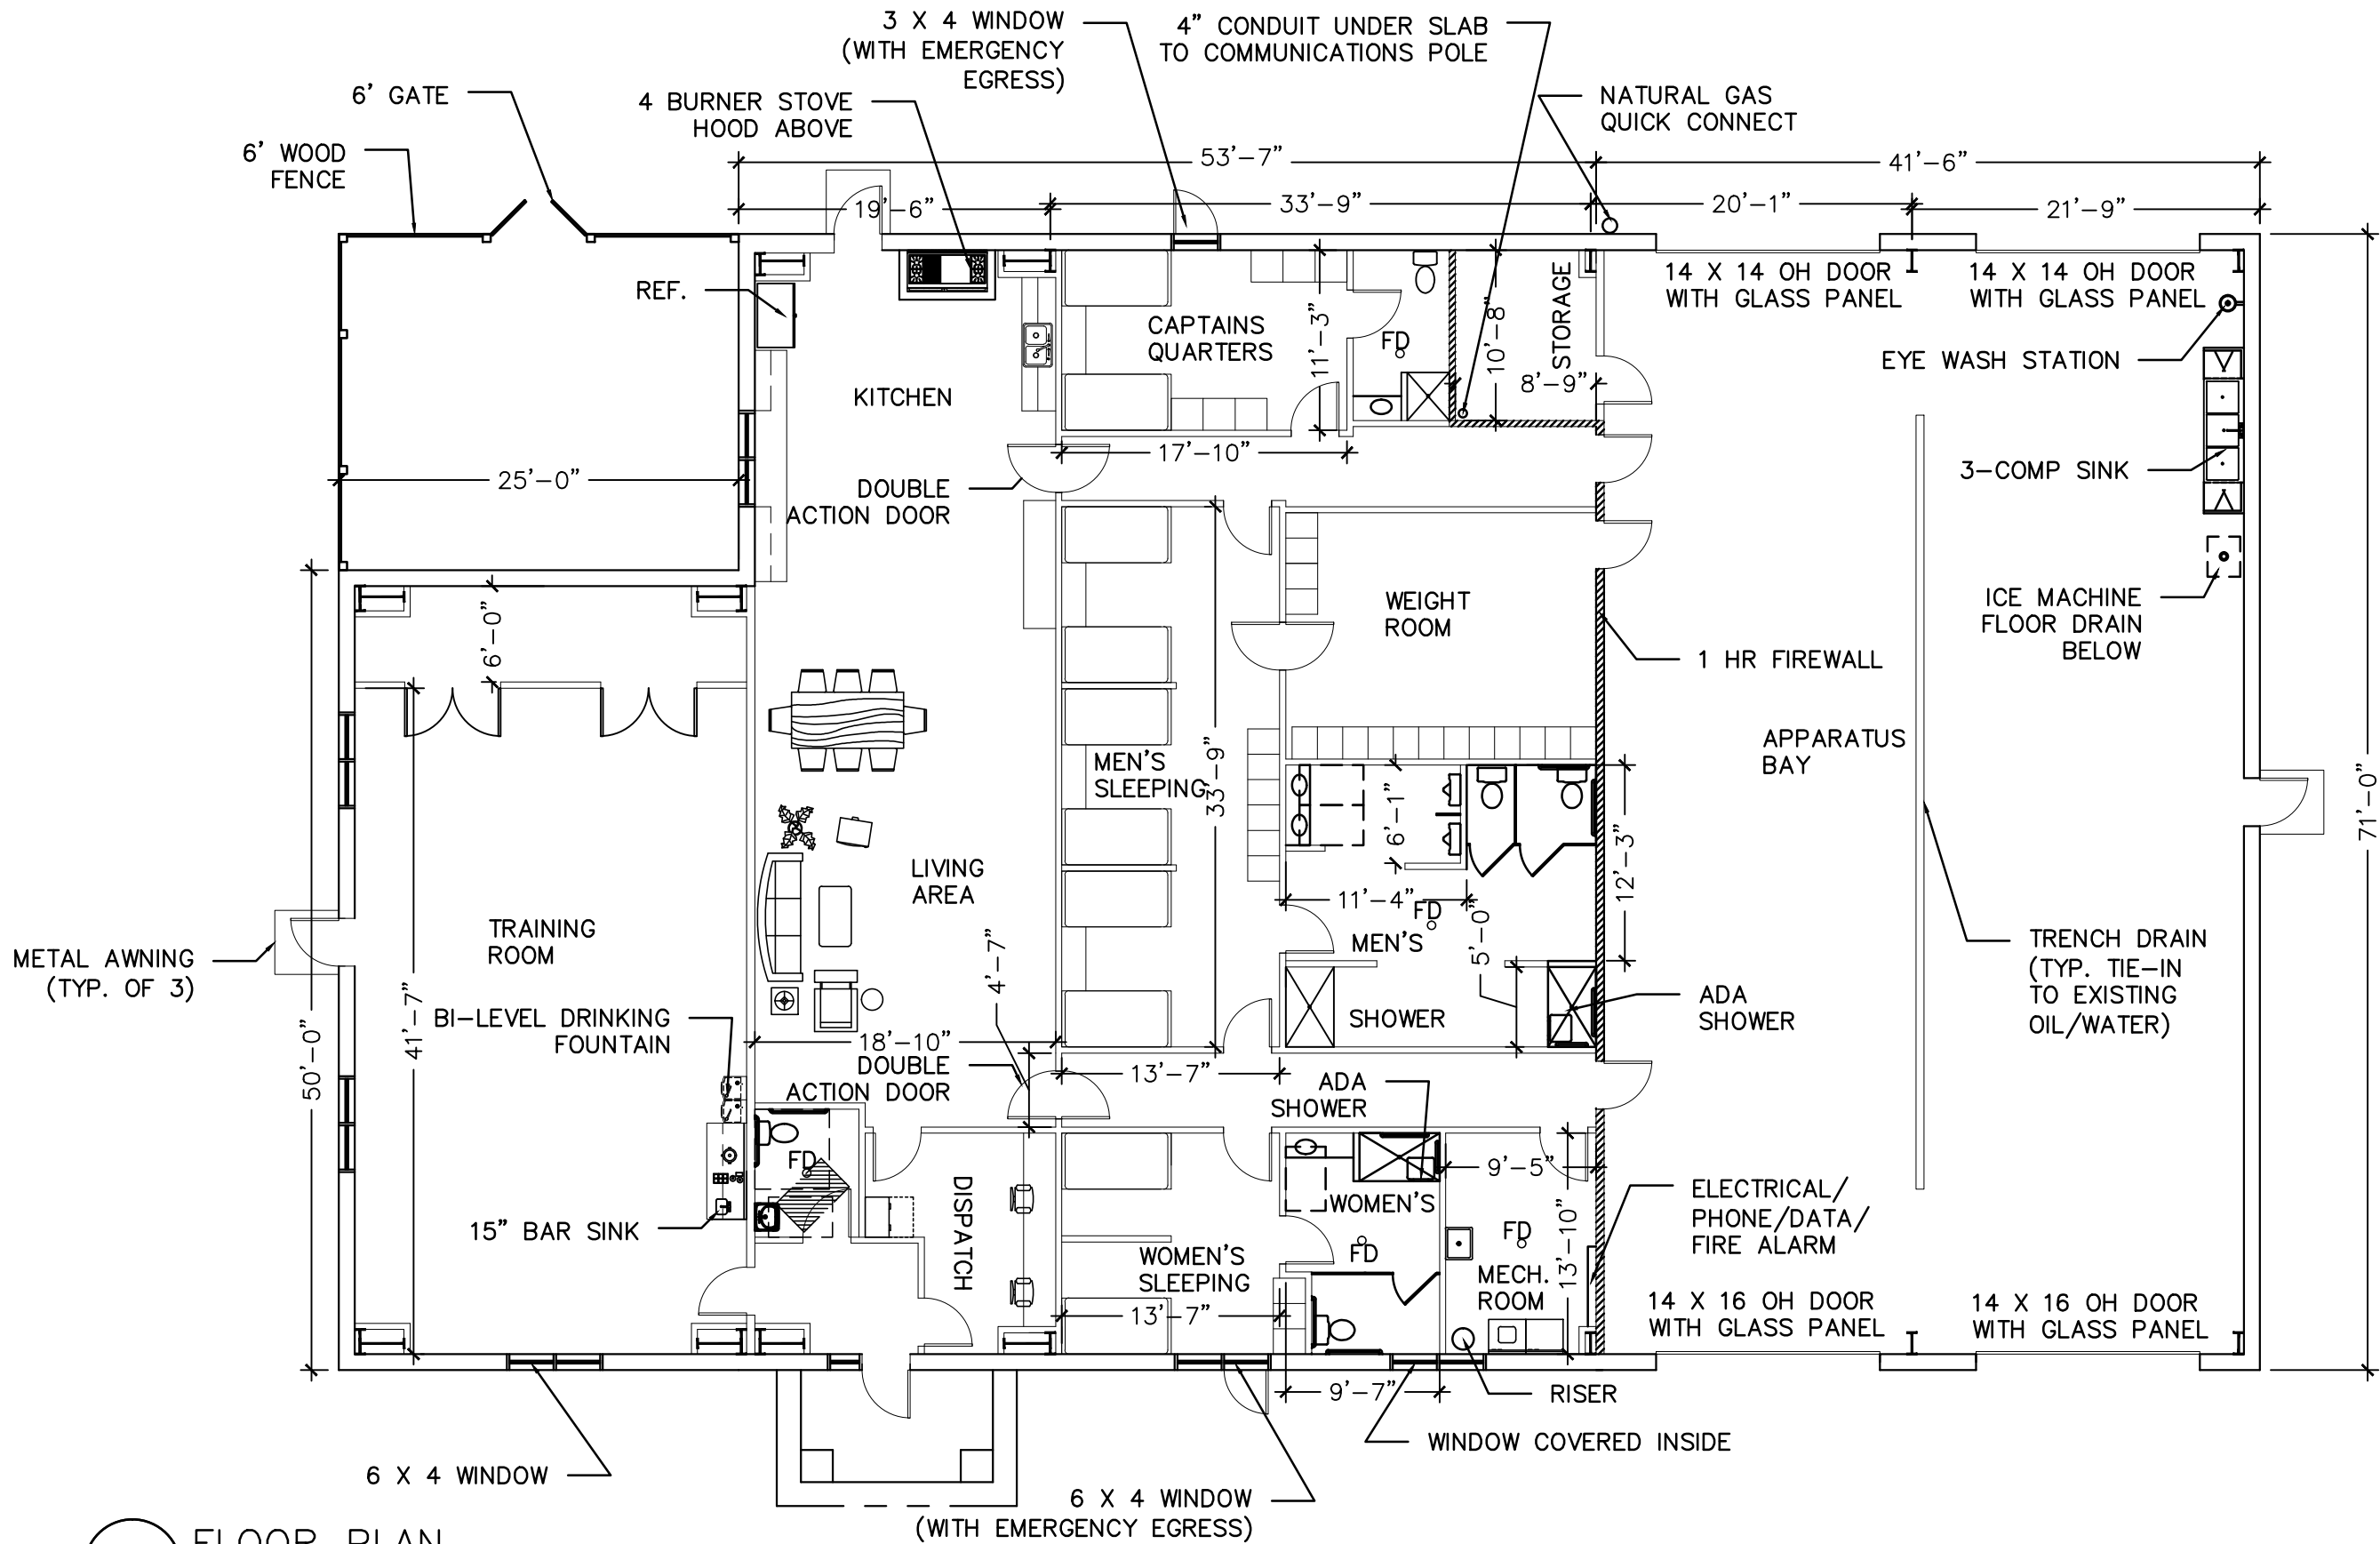 3 X 4 WINDOW
(WITH EMERGENCY
EGRESS)
4" CONDUIT UNDER SLAB
TO COMMUNICATIONS POLE
6' GATE
4 BURNER STOVE
HOOD ABOVE
NATURAL GAS
QUICK CONNECT
6' WOOD
FENCE
53'-7"
41'-6"
19'-6"
33'-9"
20'-1"
21'-9"
REF.
14 X 14 OH DOOR
WITH GLASS PANEL
14 X 14 OH DOOR
WITH GLASS PANEL
CAPTAINS
QUARTERS
11'-3"
FD
10'-8"
STORAGE
8'-9"
EYE WASH STATION
KITCHEN
17'-10"
25'-0"
DOUBLE
ACTION DOOR
3-COMP SINK
6'-0"
WEIGHT
ROOM
1 HR FIREWALL
ICE MACHINE
FLOOR DRAIN
BELOW
MEN'S
SLEEPING
33'-9"
6'-1"
12'-3"
APPARATUS
BAY
71'-0"
LIVING
AREA
11'-4"
FD
5'-0"
MEN'S
TRAINING
ROOM
METAL AWNING
(TYP. OF 3)
4'-7"
TRENCH DRAIN
(TYP. TIE-IN
TO EXISTING
OIL/WATER)
BI-LEVEL DRINKING
FOUNTAIN
50'-0"
41'-7"
SHOWER
ADA
SHOWER
18'-10"
DOUBLE
ACTION DOOR
13'-7"
ADA
SHOWER
FD
DISPATCH
9'-5"
WOMEN'S
ELECTRICAL/
PHONE/DATA/
FIRE ALARM
15" BAR SINK
FD
FD
13'-10"
WOMEN'S
SLEEPING
MECH.
ROOM
13'-7"
14 X 16 OH DOOR
WITH GLASS PANEL
14 X 16 OH DOOR
WITH GLASS PANEL
9'-7"
RISER
WINDOW COVERED INSIDE
6 X 4 WINDOW
6 X 4 WINDOW
(WITH EMERGENCY EGRESS)
FLOOR PLAN